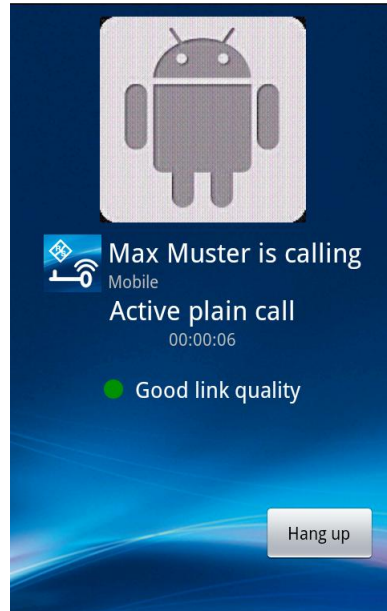 Max Muster is calling
Mobile
Active plain call
00:00:06
Good link quality
Hang up